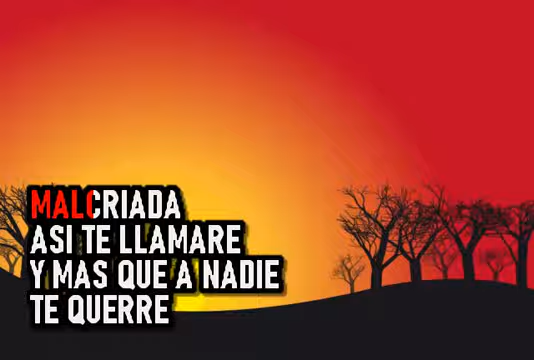 MALCRIADA
ASI TE LLAMARE
Y MAS QUE A NADIE
TE QUERRE